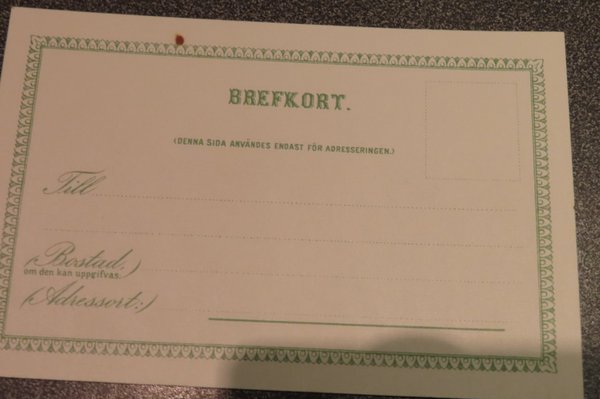 BREFKORT.
(DENNA SIDA ANVÄNDES ENDAST FÖR ADRESSERINGEN.)
Till
(Bostad.)
om den kan uppgifvas.
(Adressort:)